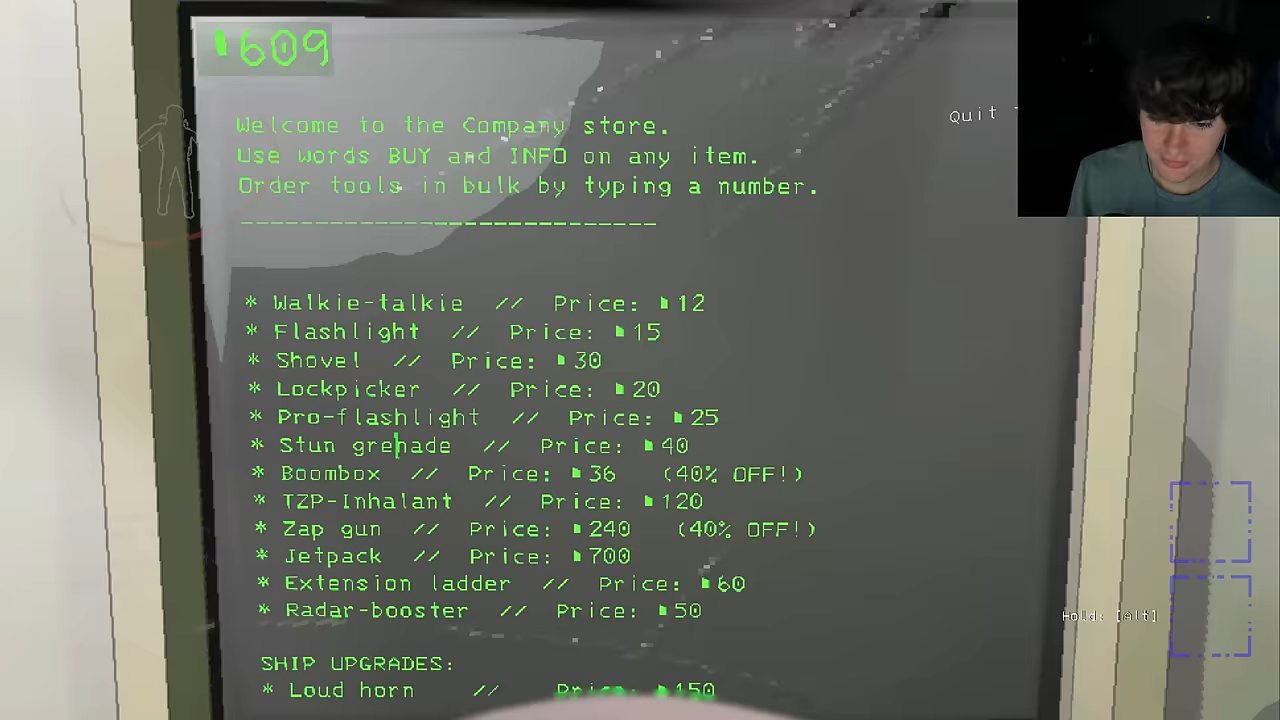 609
Quit
Welcome to the Company store.
Use words BUY and INFO on any item.
Order tools in bulk by typing a number.
----------------------------
* Walkie-talkie // Price: 12
* Flashlight // Price: 15
* Shovel // Price: 30
* Lockpicker // Price: 20
* Pro-flashlight // Price: 25
* Stun grenade // Price: 40
* Boombox // Price: 36 (40% OFF!)
* TZP-Inhalant // Price: 120
* Zap gun // Price: 240 (40% OFF!)
* Jetpack // Price: 700
* Extension ladder // Price: 60
* Radar-booster // Price: 50
Hold: [alt]
SHIP UPGRADES:
* Loud horn // Price: 150